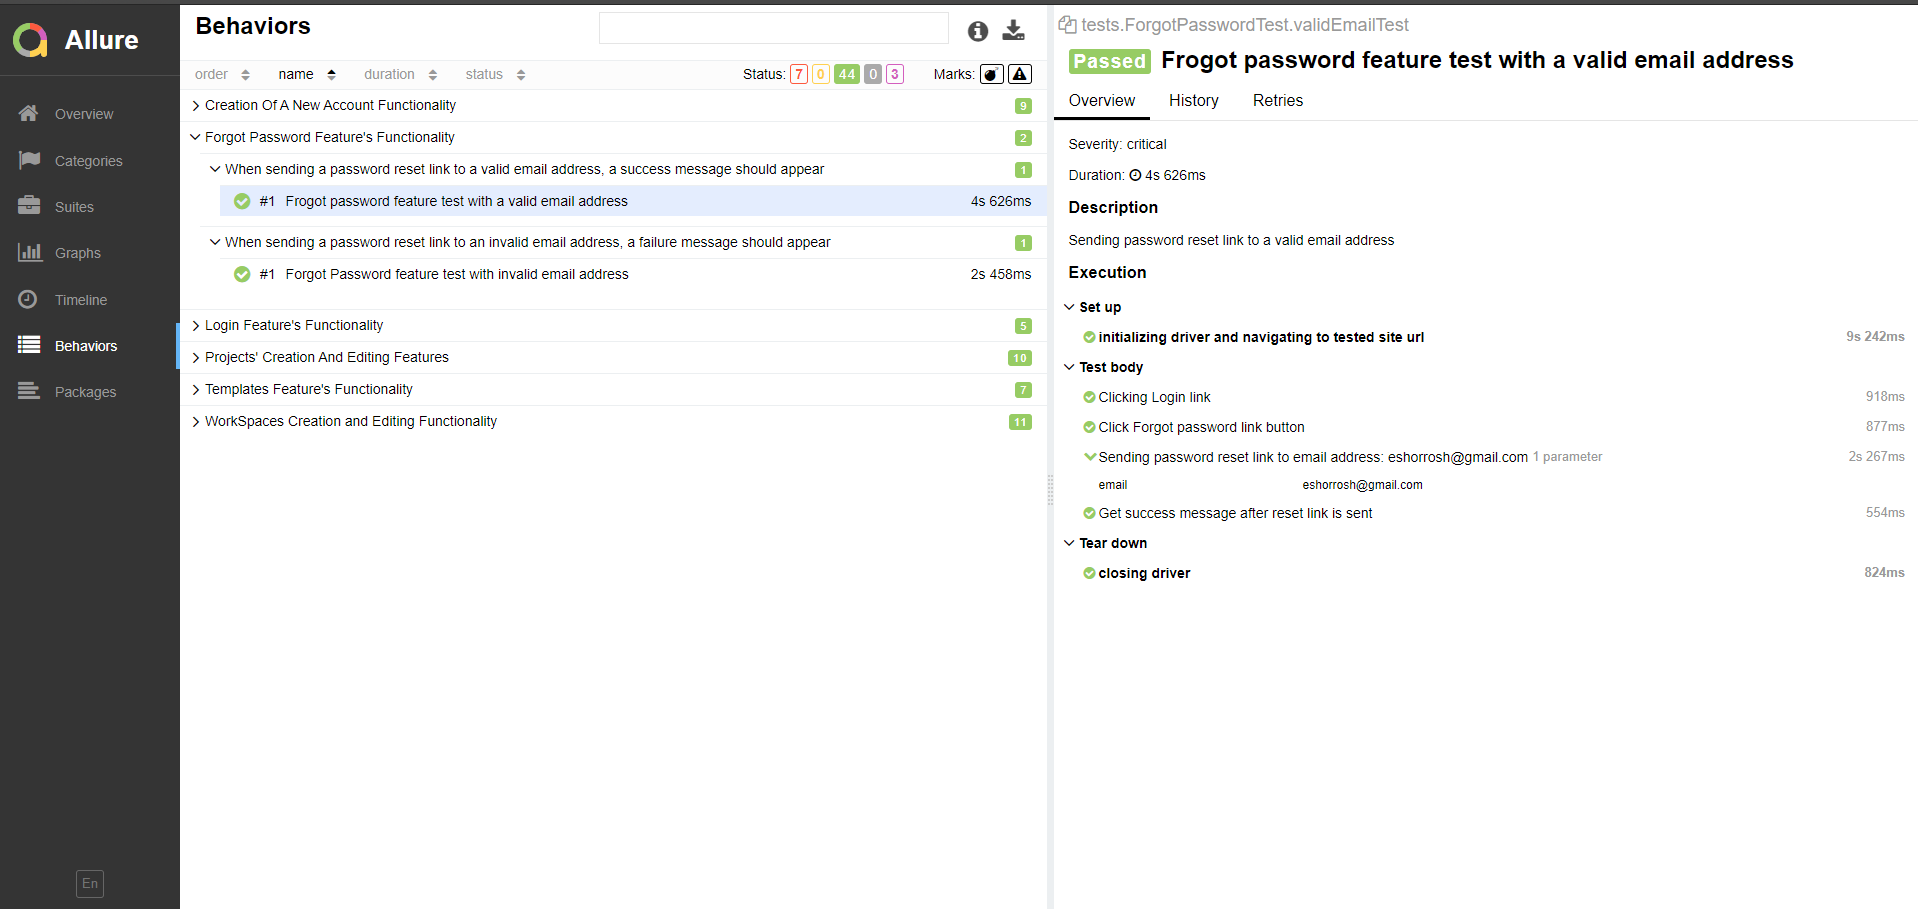 Allure
Overview
Categories
Suites
Graphs
Timeline
Behaviors
Packages
En
Behaviors
order name duration status Status: 7 0 44 0 3 Marks:
Creation Of A New Account Functionality 9
Forgot Password Feature's Functionality 2
When sending a password reset link to a valid email address, a success message should appear 1
#1 Frogot password feature test with a valid email address 4s 626ms
When sending a password reset link to an invalid email address, a failure message should appear 1
#1 Forgot Password feature test with invalid email address 2s 458ms
Login Feature's Functionality 5
Projects' Creation And Editing Features 10
Templates Feature's Functionality 7
WorkSpaces Creation and Editing Functionality 11
tests.ForgotPasswordTest.validEmailTest
Passed Frogot password feature test with a valid email address
Overview History Retries
Severity: critical
Duration: 4s 626ms
Description
Sending password reset link to a valid email address
Execution
Set up
initializing driver and navigating to tested site url 9s 242ms
Test body
Clicking Login link 918ms
Click Forgot password link button 877ms
Sending password reset link to email address: eshorrosh@gmail.com 1 parameter 2s 267ms
email eshorrosh@gmail.com
Get success message after reset link is sent 554ms
Tear down
closing driver 824ms